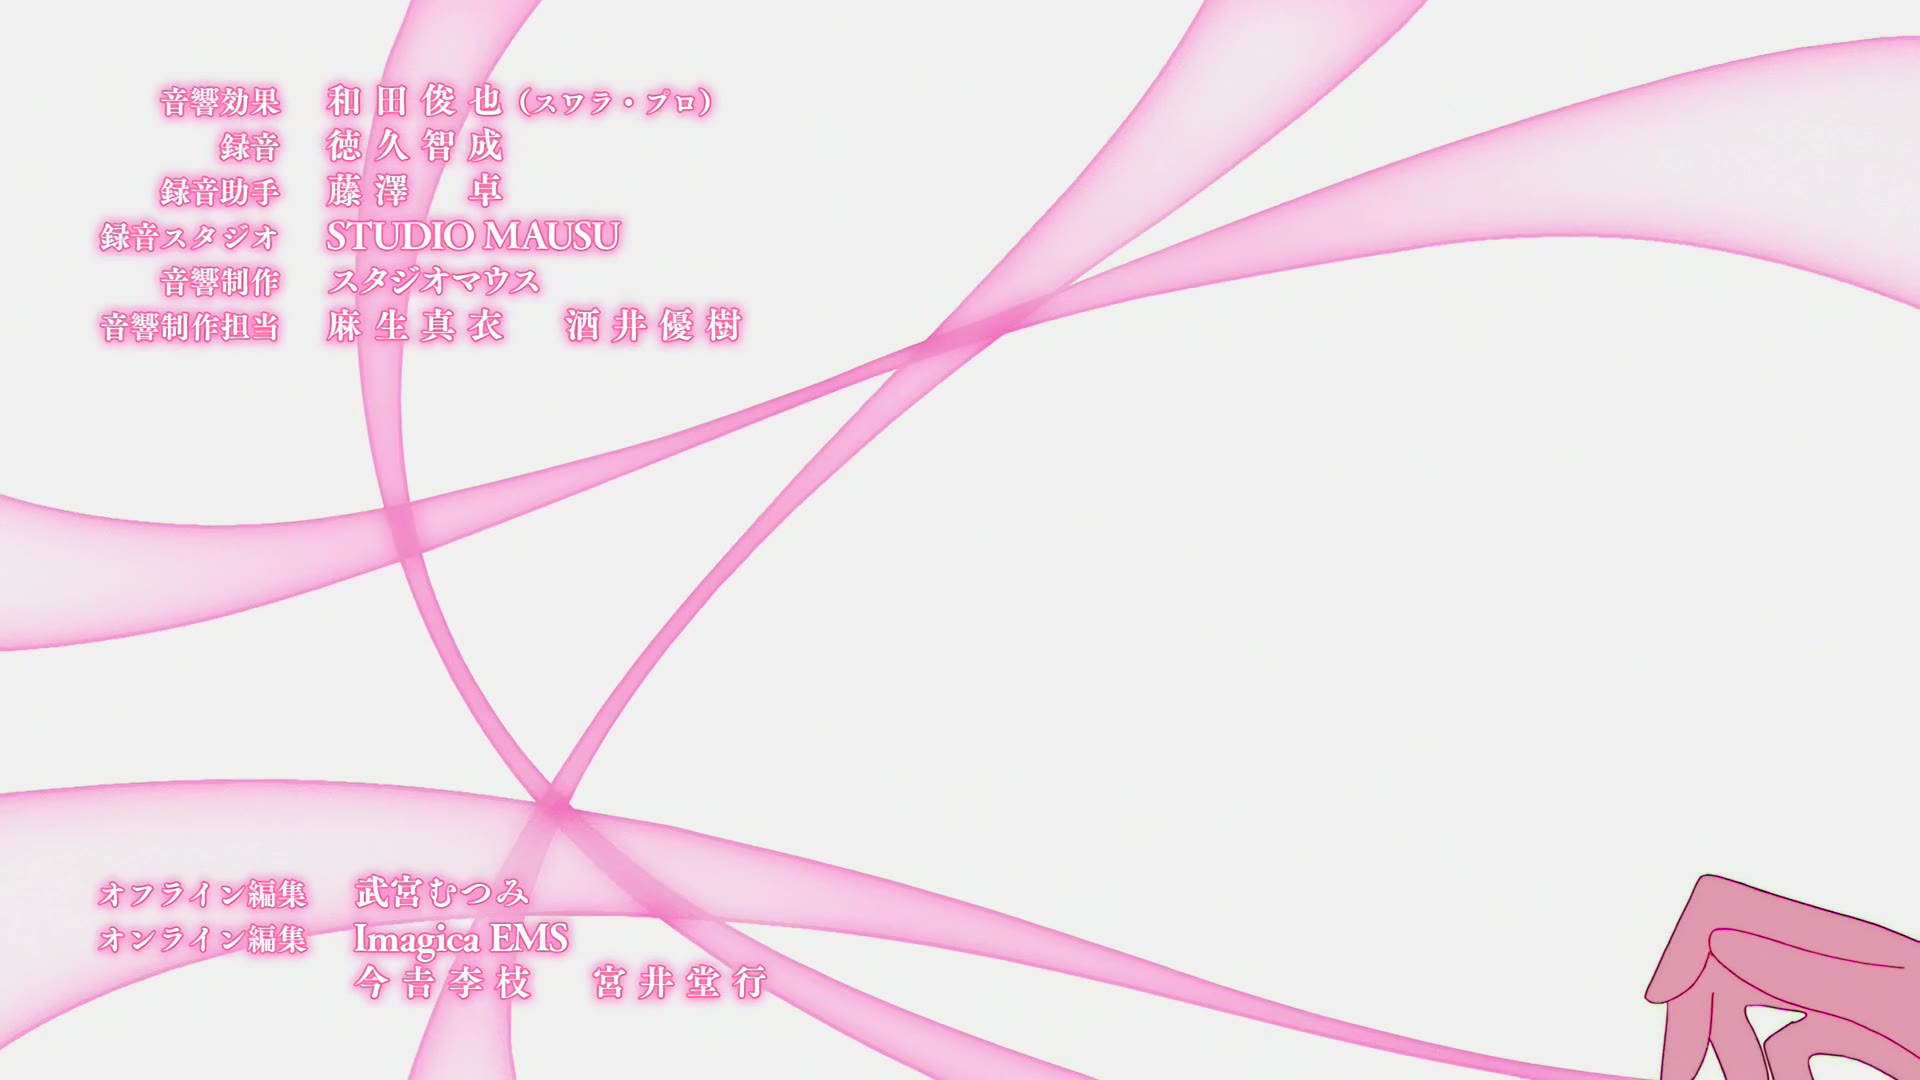 音響効果 和田俊也（スワラ・プロ）
録音 徳久智成
録音助手 藤澤 卓
録音スタジオ STUDIO MAUSU
音響制作 スタジオマウス
音響制作担当 麻生真衣 酒井優樹
オフライン編集 武宮むつみ
オンライン編集 Imagica EMS
今𠮷李枝 宮井堂行